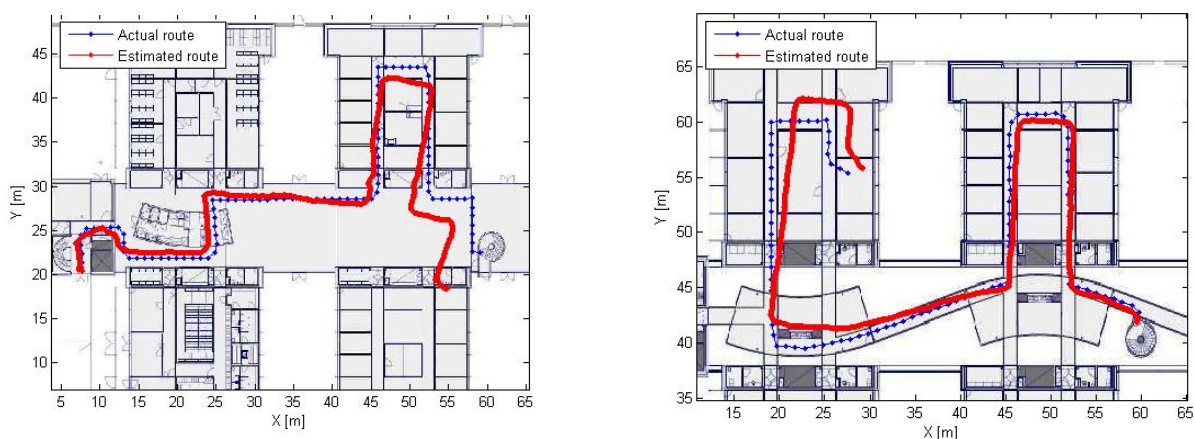 Actual route
Estimated route
45
40
35
30
25
20
15
10
Y [m]
5 10 15 20 25 30 35 40 45 50 55 60 65
X [m]
Actual route
Estimated route
65
60
55
50
45
40
35
Y [m]
15 20 25 30 35 40 45 50 55 60 65
X [m]